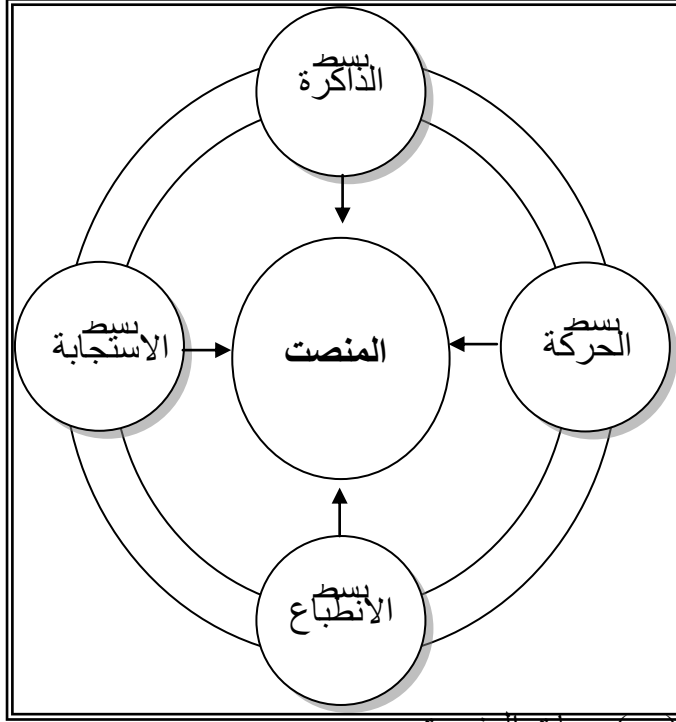 بسط
الذاكرة
بسط
الحركة
المنصت
بسط
الاستجابة
بسط
الانطباع